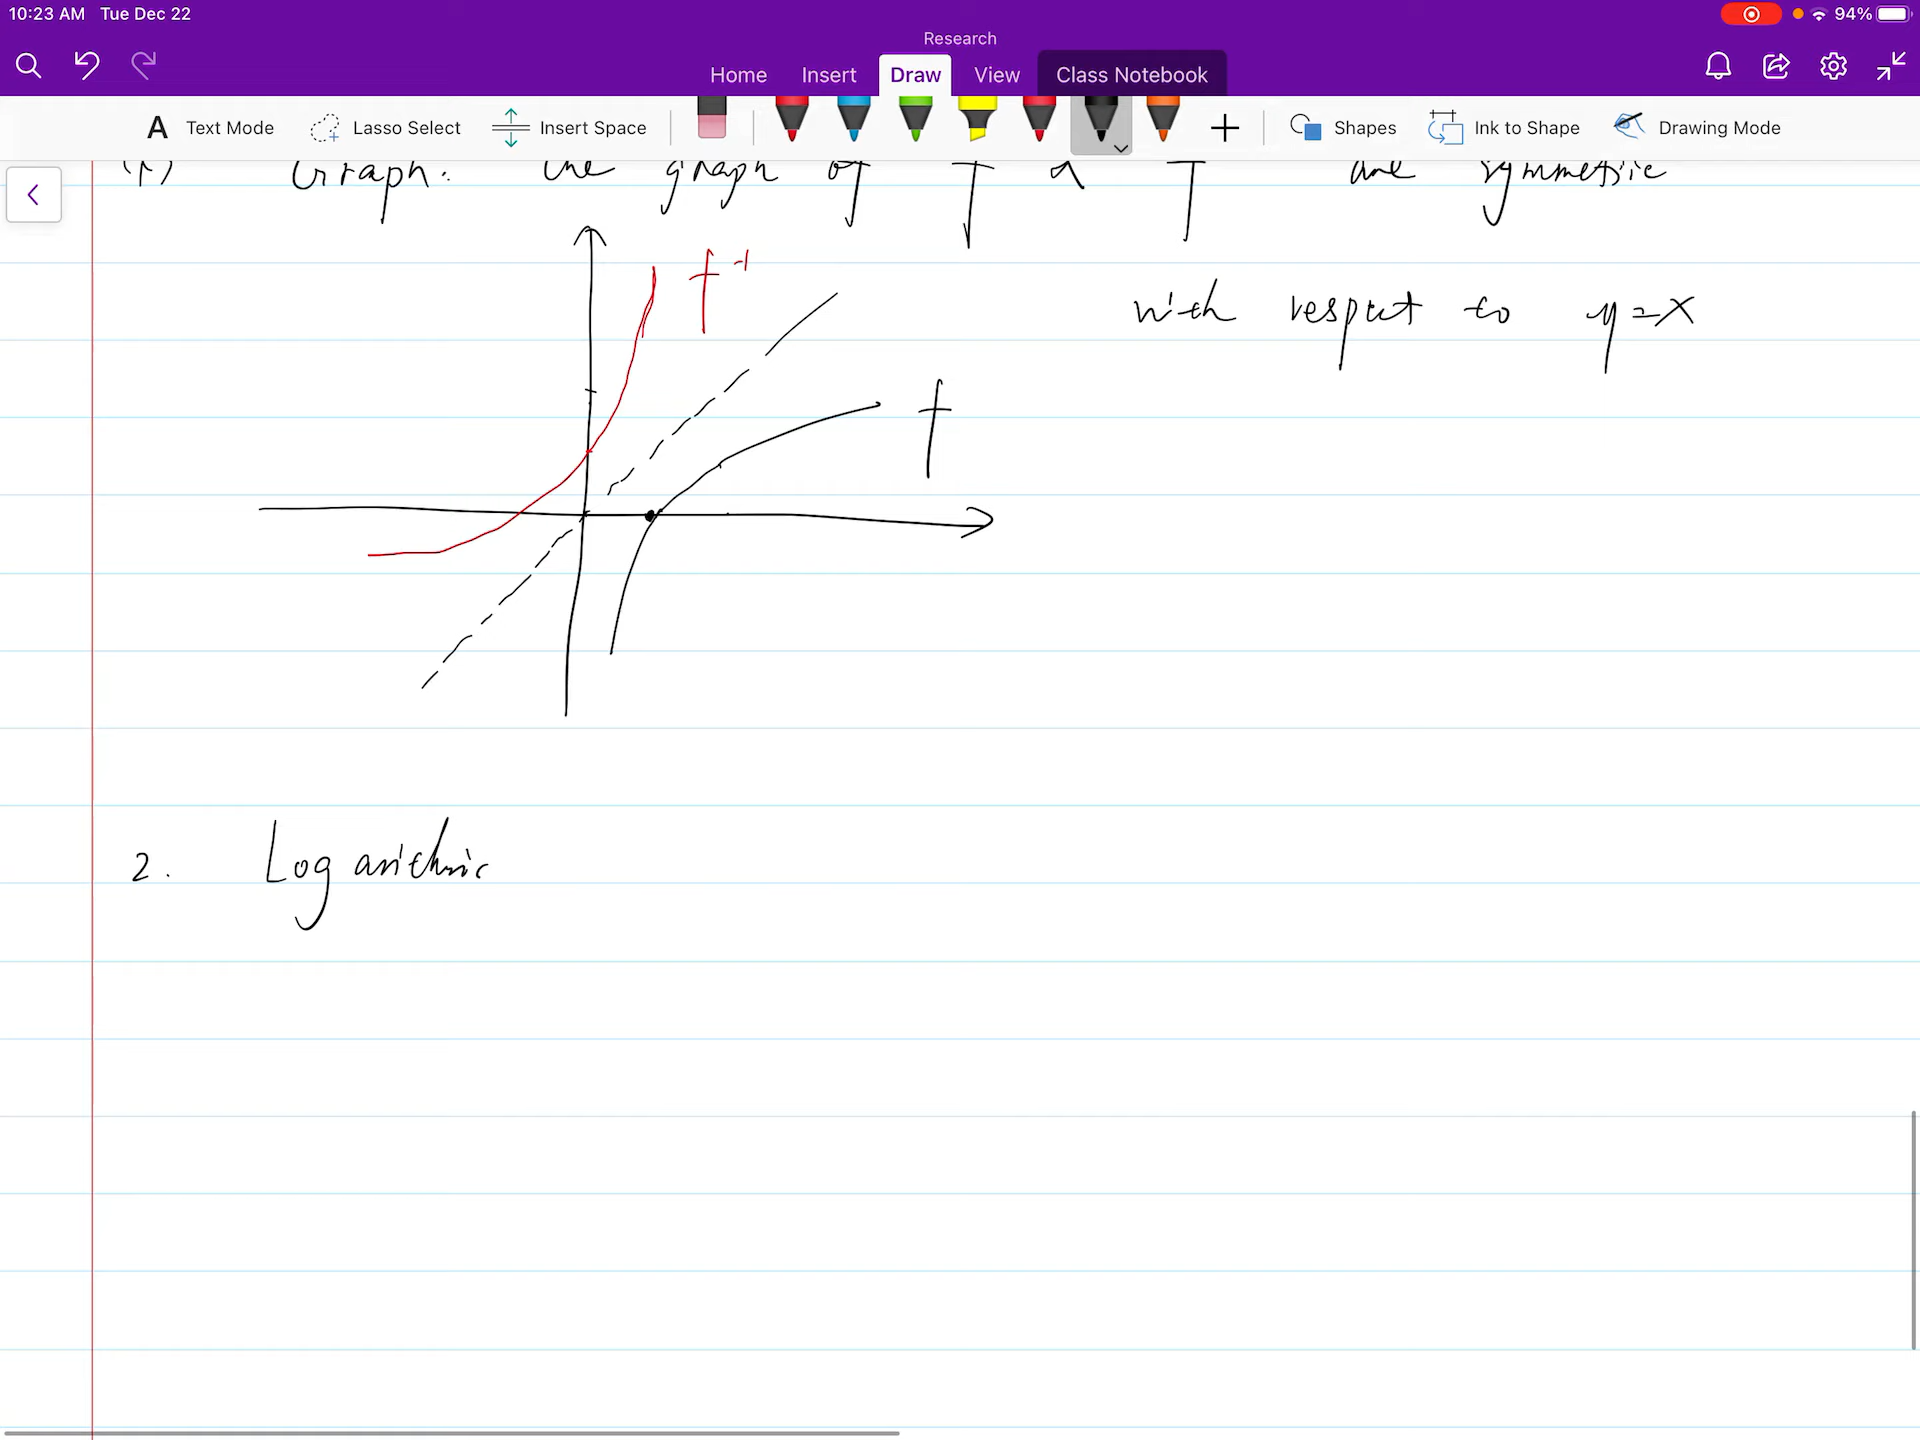 10:23 AM Tue Dec 22
94%
Research
Home Insert Draw View Class Notebook
Text Mode Lasso Select Insert Space Shapes Ink to Shape Drawing Mode
Graph: the graph of f & f are symmetric
with respect to y=x
f⁻¹
f
2. Logarithmic